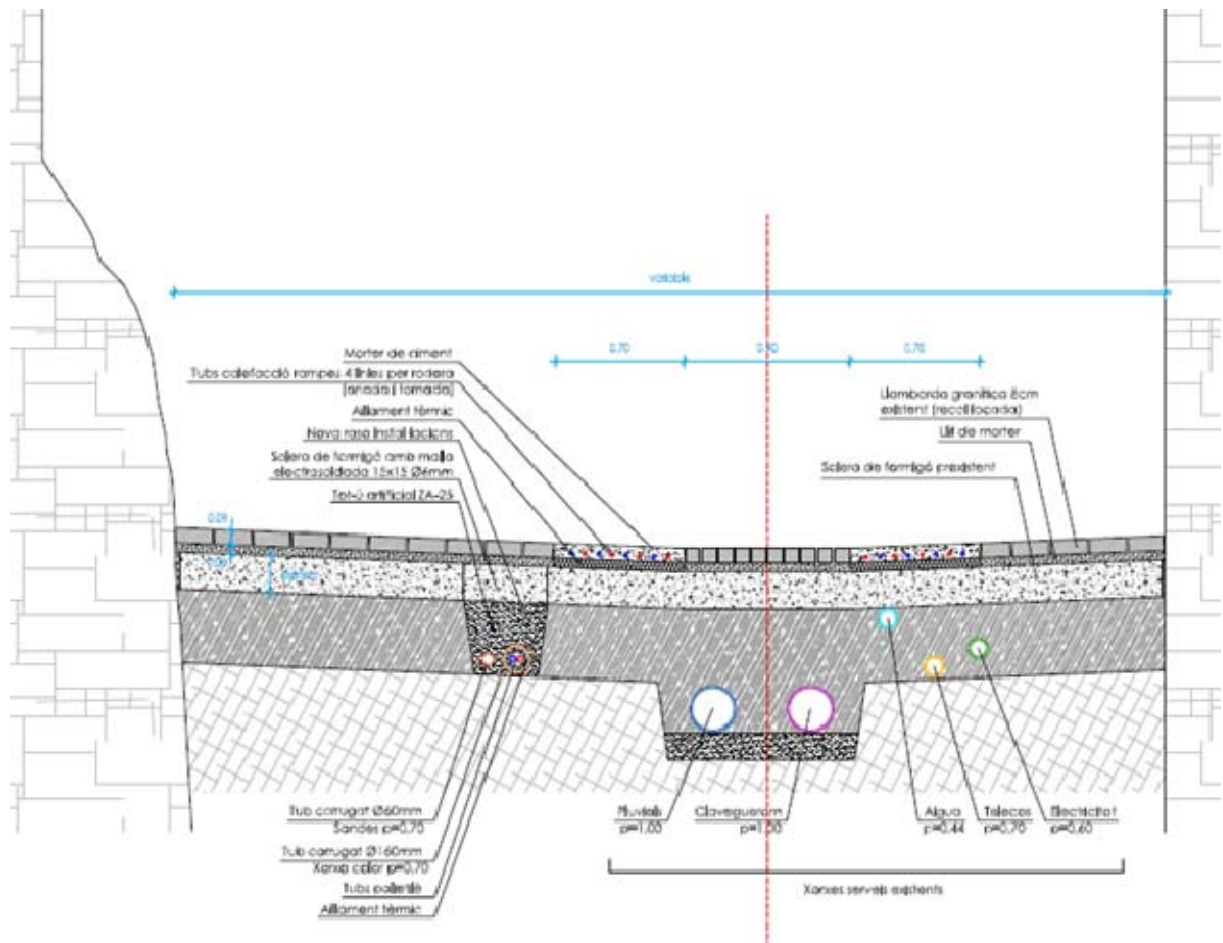 variable
0.70
0.90
0.70
Morter de ciment
Tubs calefacció rampes: 4 línies per rodera
(anada i tornada)
Aïllament tèrmic
Nova rasa instal·lacions
Solera de formigó amb malla
electrosoldada 15x15 Ø6mm
Tot-ú artificial ZA-25
Llamborda granítica 8cm
existent (recol·locada)
Llit de morter
Solera de formigó preexistent
Tub corrugat Ø60mm
Sondes p=0.70
Tub corrugat Ø160mm
Xarxa calor p=0.70
Tubs polietilè
Aïllament tèrmic
Pluvials
p=1.00
Clavegueram
p=1.00
Aigua
p=0.44
Telecos
p=0.70
Electricitat
p=0.60
Xarxes serveis existents